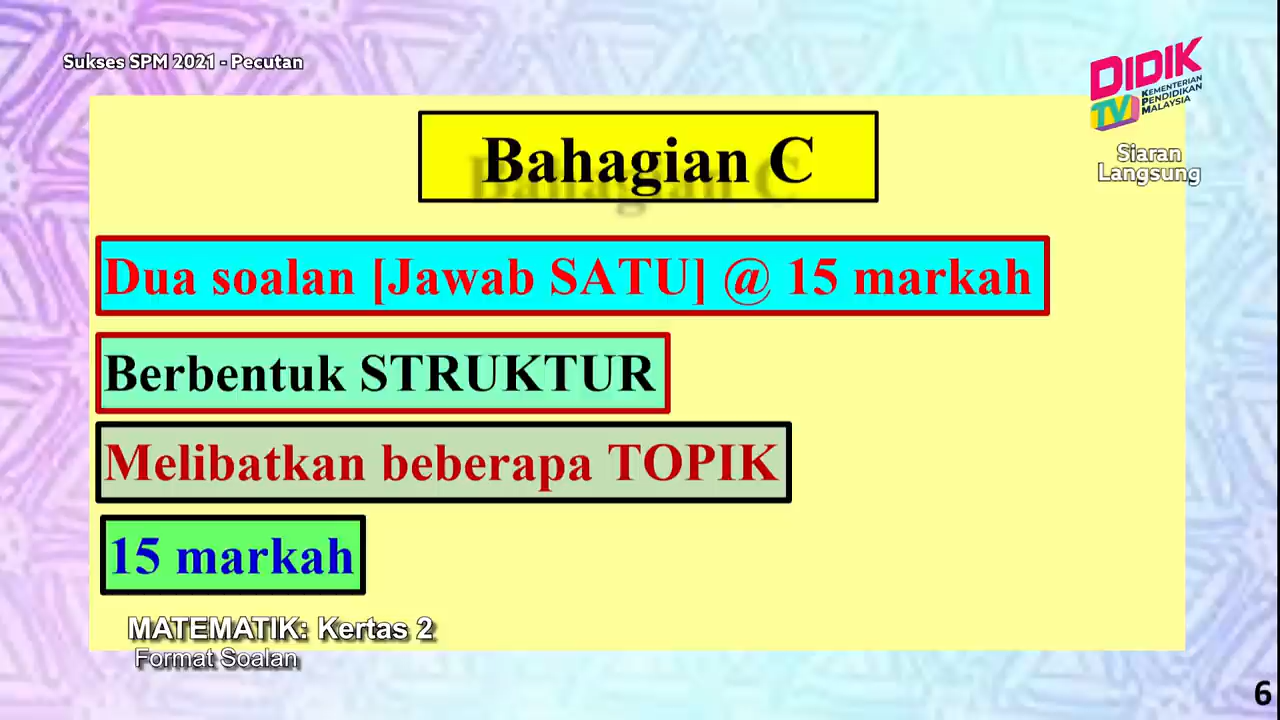 Sukses SPM 2021 - Pecutan
DIDIK
TV
KEMENTERIAN
PENDIDIKAN
MALAYSIA
Siaran
Langsung
Bahagian C
Dua soalan [Jawab SATU] @ 15 markah
Berbentuk STRUKTUR
Melibatkan beberapa TOPIK
15 markah
MATEMATIK: Kertas 2
Format Soalan
6